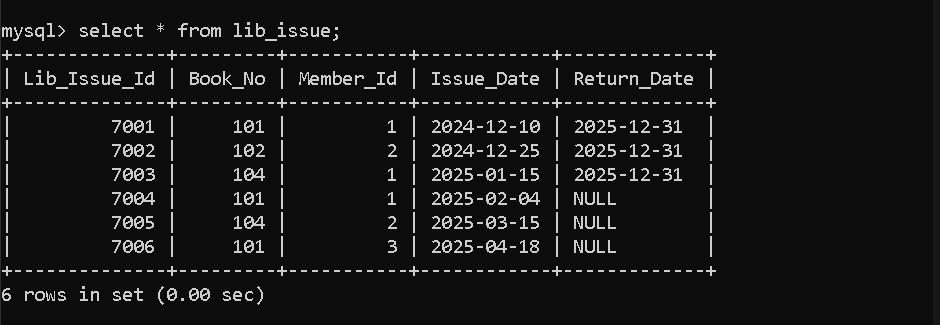 mysql> select * from lib_issue;
+--------------+---------+-----------+------------+-------------+
| Lib_Issue_Id | Book_No | Member_Id | Issue_Date | Return_Date |
+--------------+---------+-----------+------------+-------------+
|         7001 |     101 |         1 | 2024-12-10 | 2025-12-31  |
|         7002 |     102 |         2 | 2024-12-25 | 2025-12-31  |
|         7003 |     104 |         1 | 2025-01-15 | 2025-12-31  |
|         7004 |     101 |         1 | 2025-02-04 | NULL        |
|         7005 |     104 |         2 | 2025-03-15 | NULL        |
|         7006 |     101 |         3 | 2025-04-18 | NULL        |
+--------------+---------+-----------+------------+-------------+
6 rows in set (0.00 sec)